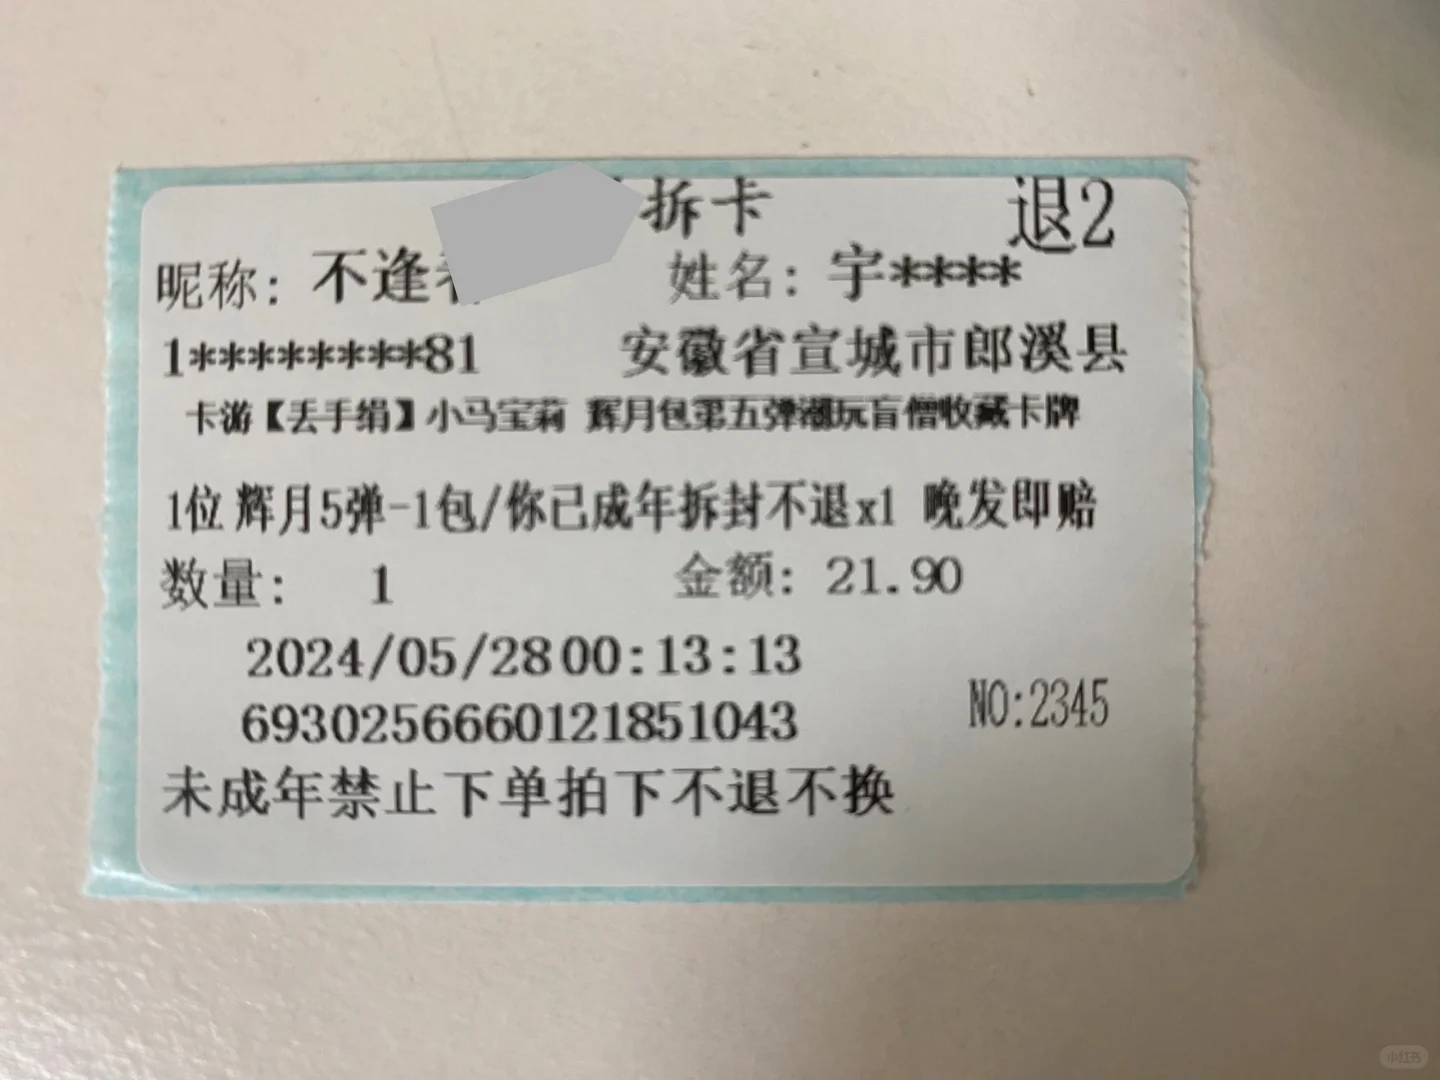 拆卡 退2
昵称: 不逢 姓名: 宇****
1********81 安徽省宣城市郎溪县
卡游【丢手绢】小马宝莉 辉月包第五弹潮玩盲僧收藏卡牌
1位 辉月5弹-1包/你已成年拆封不退x1 晚发即赔
数量: 1 金额: 21.90
2024/05/28 00:13:13
6930256660121851043 NO:2345
未成年禁止下单拍下不退不换
小红书